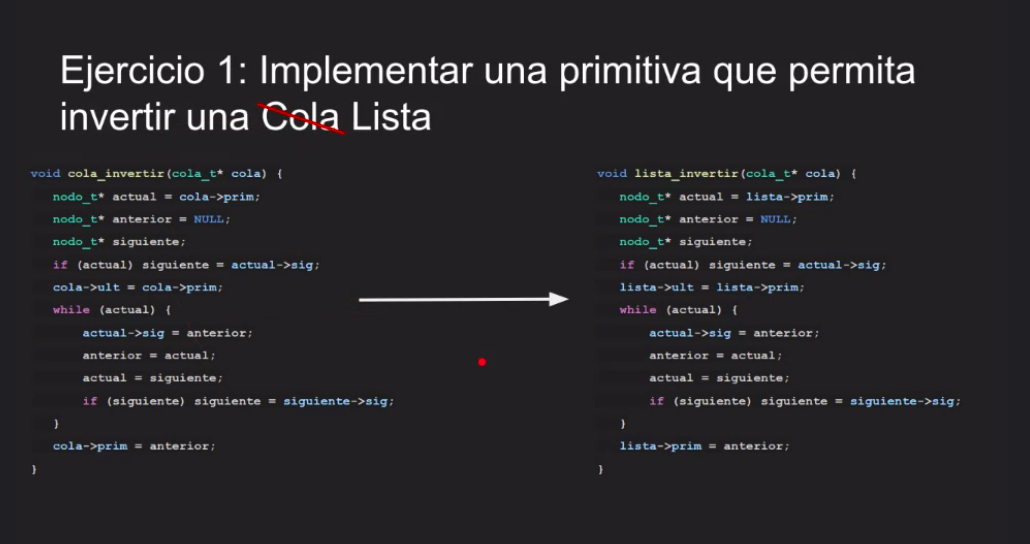 Ejercicio 1: Implementar una primitiva que permita
invertir una Cola Lista
void cola_invertir(cola_t* cola) {
nodo_t* actual = cola->prim;
nodo_t* anterior = NULL;
nodo_t* siguiente;
if (actual) siguiente = actual->sig;
cola->ult = cola->prim;
while (actual) {
actual->sig = anterior;
anterior = actual;
actual = siguiente;
if (siguiente) siguiente = siguiente->sig;
}
cola->prim = anterior;
}
void lista_invertir(cola_t* cola) {
nodo_t* actual = lista->prim;
nodo_t* anterior = NULL;
nodo_t* siguiente;
if (actual) siguiente = actual->sig;
lista->ult = lista->prim;
while (actual) {
actual->sig = anterior;
anterior = actual;
actual = siguiente;
if (siguiente) siguiente = siguiente->sig;
}
lista->prim = anterior;
}